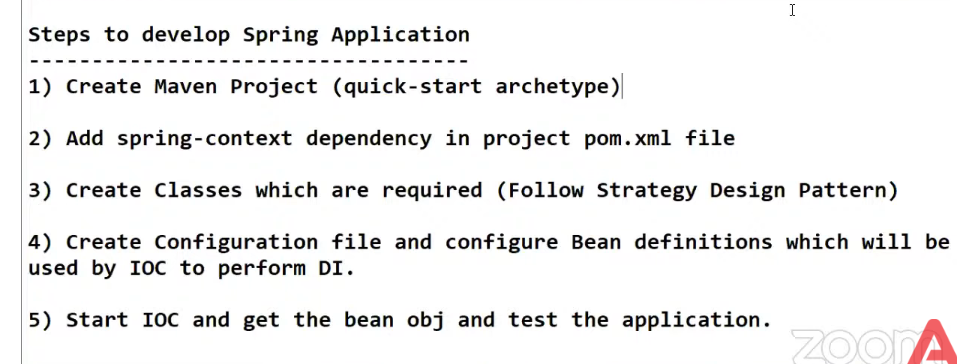 Steps to develop Spring Application
-----------------------------------
1) Create Maven Project (quick-start archetype)
2) Add spring-context dependency in project pom.xml file
3) Create Classes which are required (Follow Strategy Design Pattern)
4) Create Configuration file and configure Bean definitions which will be
used by IOC to perform DI.
5) Start IOC and get the bean obj and test the application.
zoom